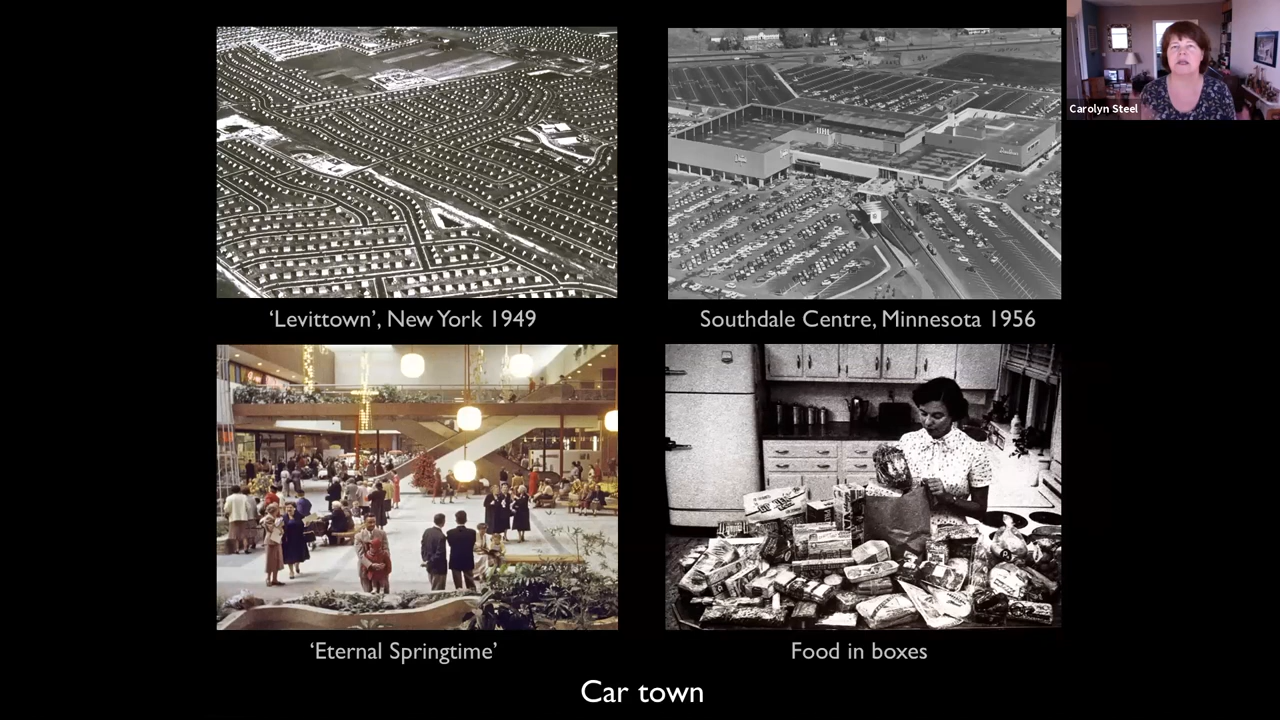 Carolyn Steel
‘Levittown’, New York 1949
Southdale Centre, Minnesota 1956
‘Eternal Springtime’
Food in boxes
Car town